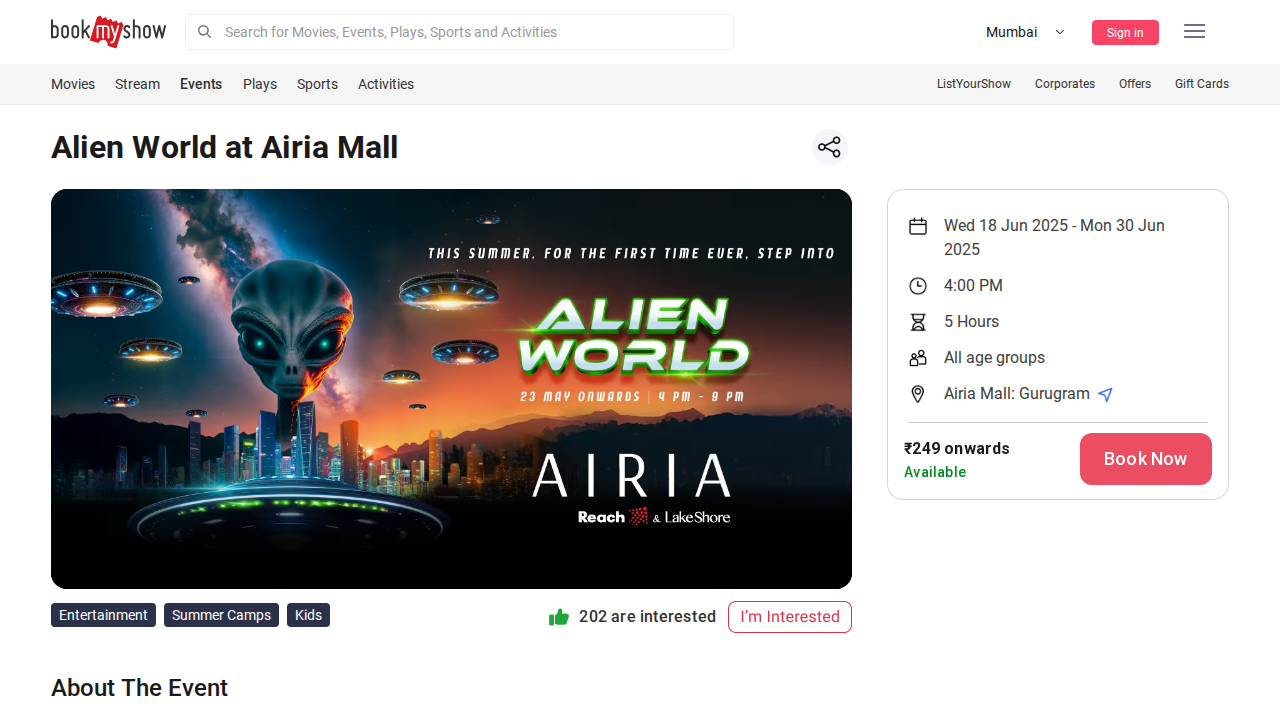 bookmyshow
Search for Movies, Events, Plays, Sports and Activities
Mumbai
Sign in
Movies Stream Events Plays Sports Activities
ListYourShow Corporates Offers Gift Cards
Alien World at Airia Mall
THIS SUMMER, FOR THE FIRST TIME EVER, STEP INTO
ALIEN
WORLD
23 MAY ONWARDS | 4 PM - 9 PM
AIRIA
Reach & LakeShore
Wed 18 Jun 2025 - Mon 30 Jun
2025
4:00 PM
5 Hours
All age groups
Airia Mall: Gurugram
₹249 onwards
Available
Book Now
Entertainment Summer Camps Kids
202 are interested
I'm Interested
About The Event